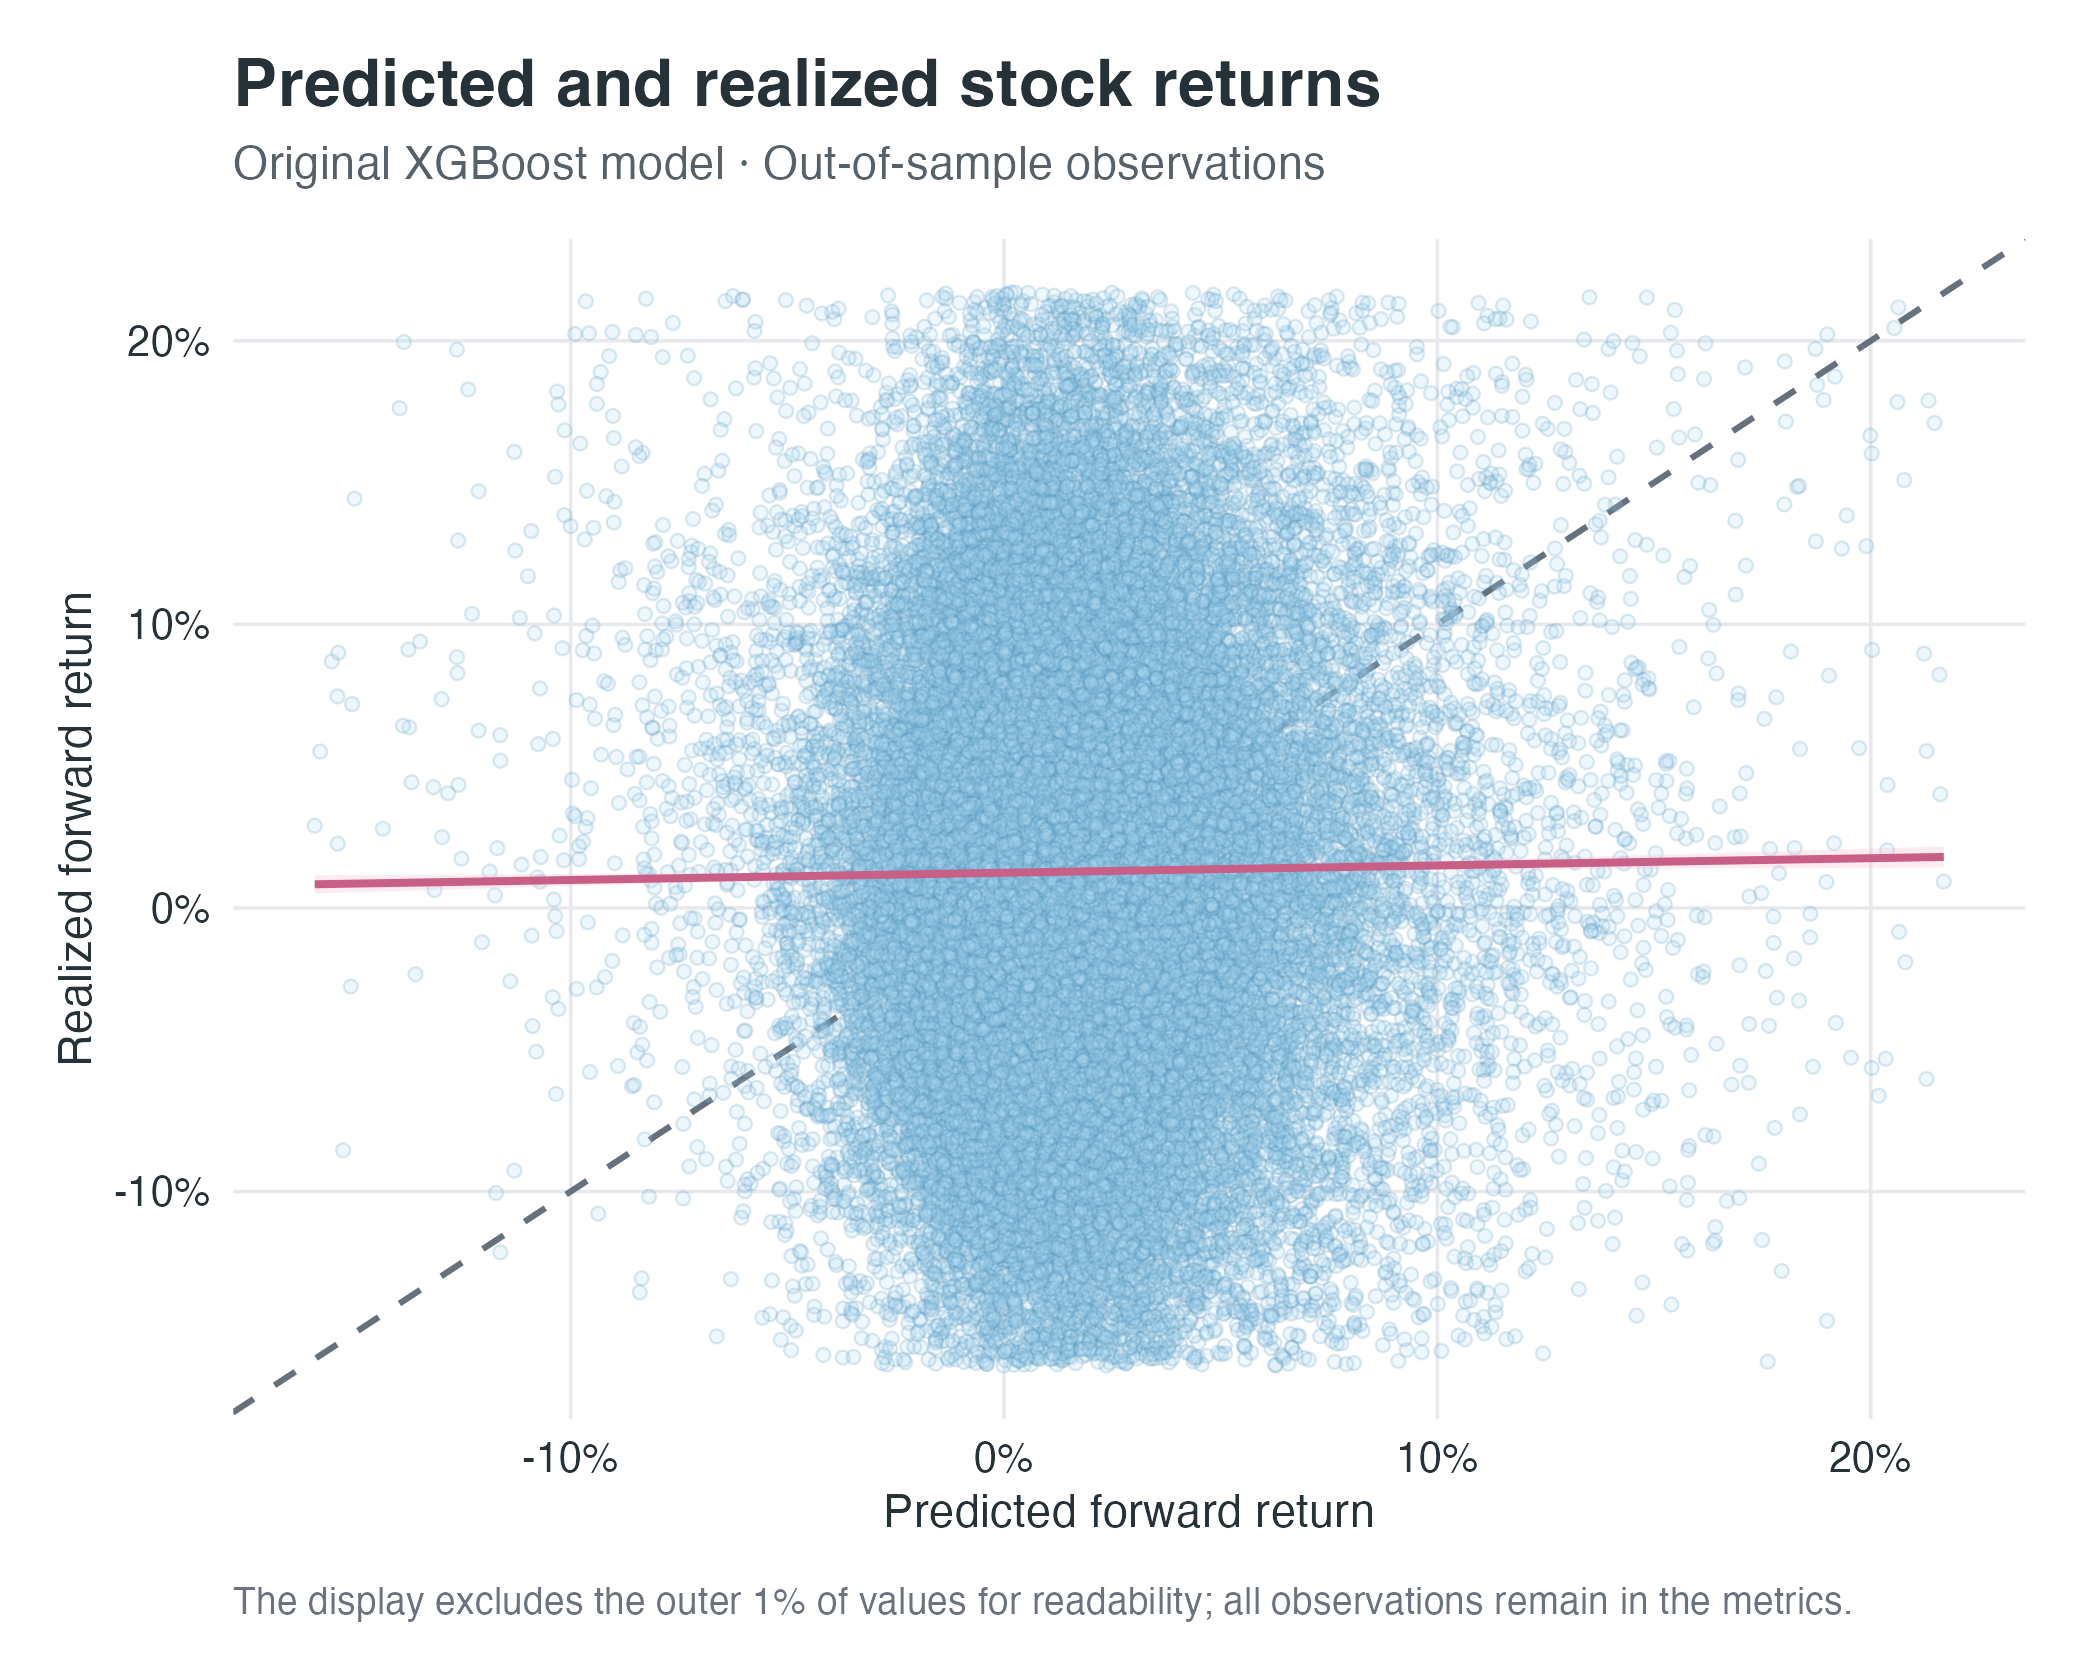 Predicted and realized stock returns
Original XGBoost model · Out-of-sample observations
Realized forward return
20%
10%
0%
-10%
-10%
0%
10%
20%
Predicted forward return
The display excludes the outer 1% of values for readability; all observations remain in the metrics.